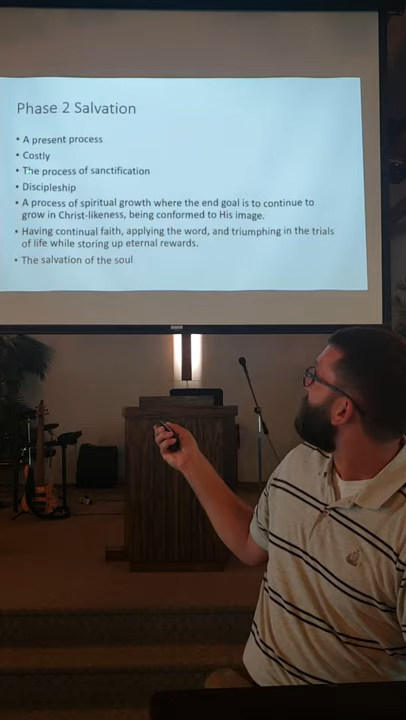 Phase 2 Salvation
• A present process
• Costly
• The process of sanctification
• Discipleship
• A process of spiritual growth where the end goal is to continue to
grow in Christ-likeness, being conformed to His image.
• Having continual faith, applying the word, and triumphing in the trials
of life while storing up eternal rewards.
• The salvation of the soul